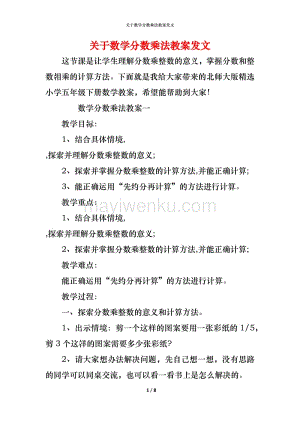 关于数学分数乘法教案发文
关于数学分数乘法教案发文
这节课是让学生理解分数乘整数的意义，掌握分数和
整数相乘的计算方法。下面就是我给大家带来的北师大版精选
小学五年级下册数学教案，希望能帮助到大家！
数学分数乘法教案一
教学目标：
1、结合具体情境，
,探索并理解分数乘整数的意义；
2、探索并掌握分数乘整数的计算方法,并能正确计算；
3、能正确运用“先约分再计算”的方法进行计算。
教学重点：
1、结合具体情境，
,探索并理解分数乘整数的意义；
2、探索并掌握分数乘整数的计算方法,并能正确计算。
教学难点：
能正确运用“先约分再计算”的方法进行计算。
教学过程：
一、探索分数乘整数的意义和计算方法。
1、出示情境：剪一个这样的图案要用一张彩纸的 1/5，
剪 3 个这洋的图案需要多少张彩纸？
2、请大家想办法解决问题，先自己想一想，没有思路
的同学可以同桌交流，也可以看一看书上是怎么解决的。
1 / 8